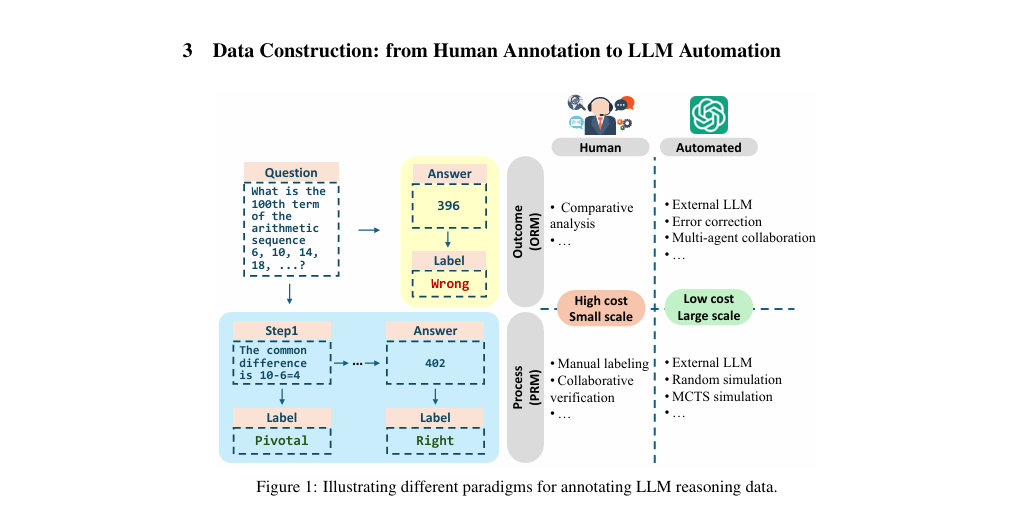 3 Data Construction: from Human Annotation to LLM Automation
Human
Automated
Question
What is the
100th term
of the
arithmetic
sequence
6, 10, 14,
18, ...?
Answer
396
Label
Wrong
Outcome
(ORM)
• Comparative
analysis
• …
• External LLM
• Error correction
• Multi-agent collaboration
• …
High cost
Small scale
Low cost
Large scale
Step1
The common
difference
is 10-6=4
...
Answer
402
Label
Pivotal
Label
Right
Process
(PRM)
• Manual labeling
• Collaborative
verification
• …
• External LLM
• Random simulation
• MCTS simulation
• …
Figure 1: Illustrating different paradigms for annotating LLM reasoning data.